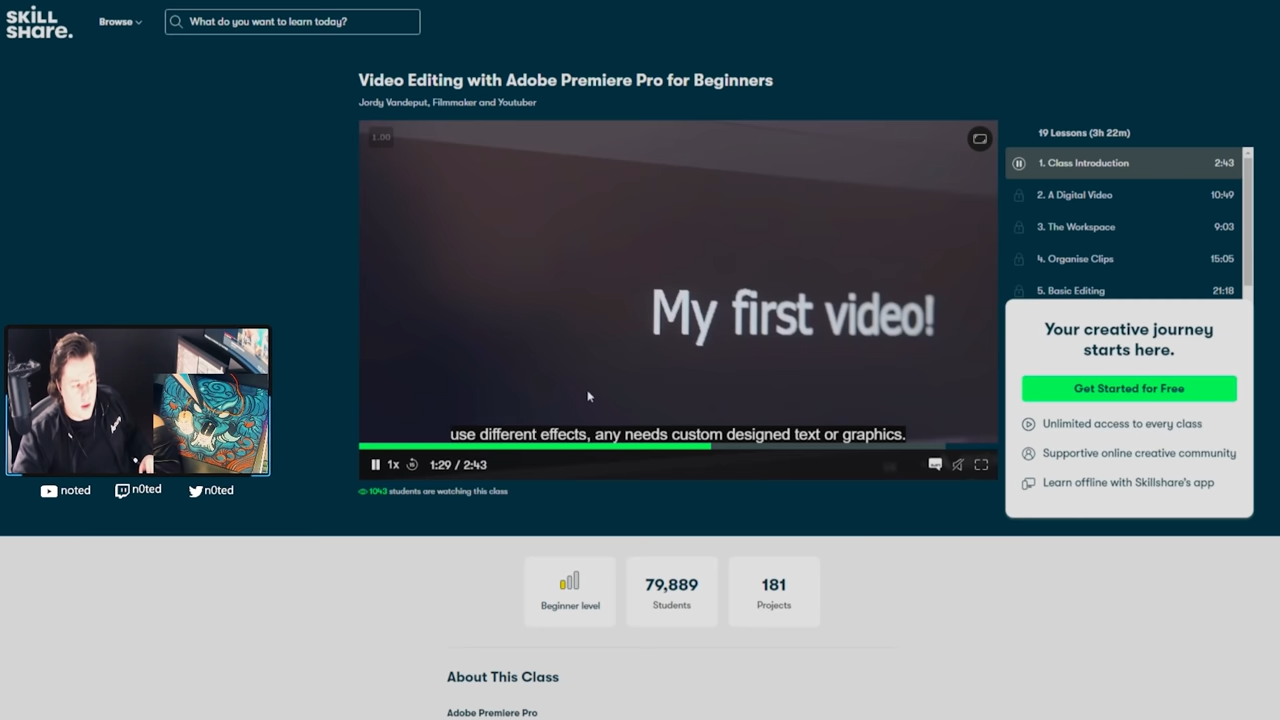 SKILL
SHARE.
Browse
What do you want to learn today?
Video Editing with Adobe Premiere Pro for Beginners
Jordy Vandeput, Filmmaker and Youtuber
1.00
My first video!
use different effects, any needs custom designed text or graphics.
1x
1:29 / 2:43
1043 students are watching this class
19 Lessons (3h 22m)
1. Class Introduction 2:43
2. A Digital Video 10:49
3. The Workspace 9:03
4. Organise Clips 15:05
5. Basic Editing 21:18
Your creative journey
starts here.
Get Started for Free
Unlimited access to every class
Supportive online creative community
Learn offline with Skillshare's app
noted n0ted n0ted
Beginner level
79,889
Students
181
Projects
About This Class
Adobe Premiere Pro